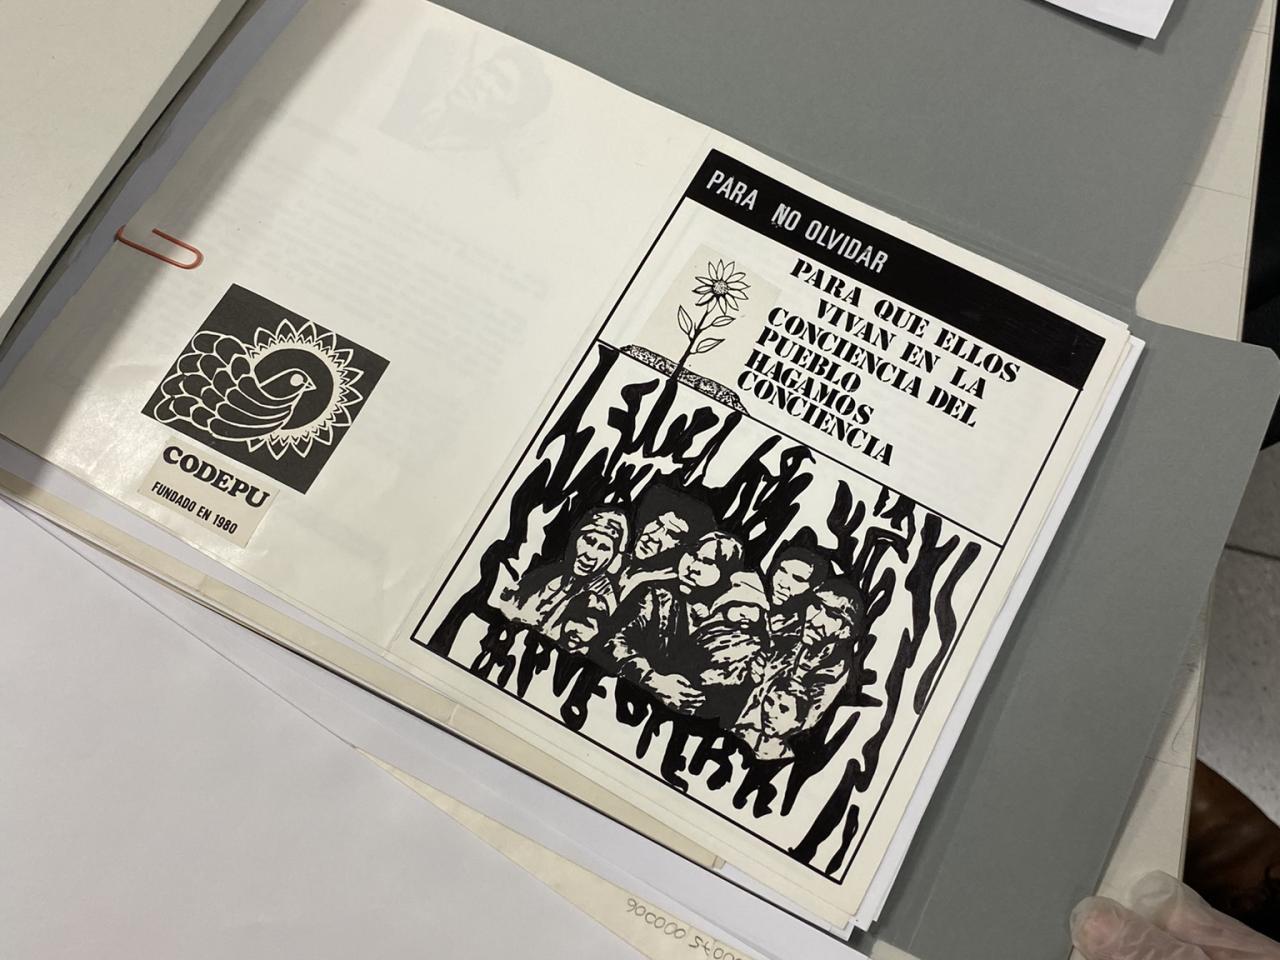 CODEPU
FUNDADO EN 1980
PARA NO OLVIDAR
PARA QUE ELLOS
VIVAN EN LA
CONCIENCIA DEL
PUEBLO
HAGAMOS
CONCIENCIA